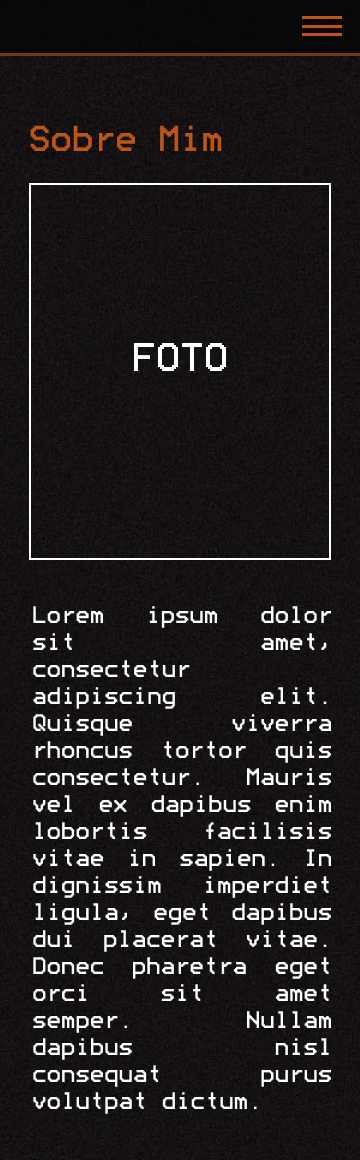 Sobre Mim
FOTO
Lorem ipsum dolor
sit amet,
consectetur
adipiscing elit.
Quisque viverra
rhoncus tortor quis
consectetur. Mauris
vel ex dapibus enim
lobortis facilisis
vitae in sapien. In
dignissim imperdiet
ligula, eget dapibus
dui placerat vitae.
Donec pharetra eget
orci sit amet
semper. Nullam
dapibus nisl
consequat purus
volutpat dictum.